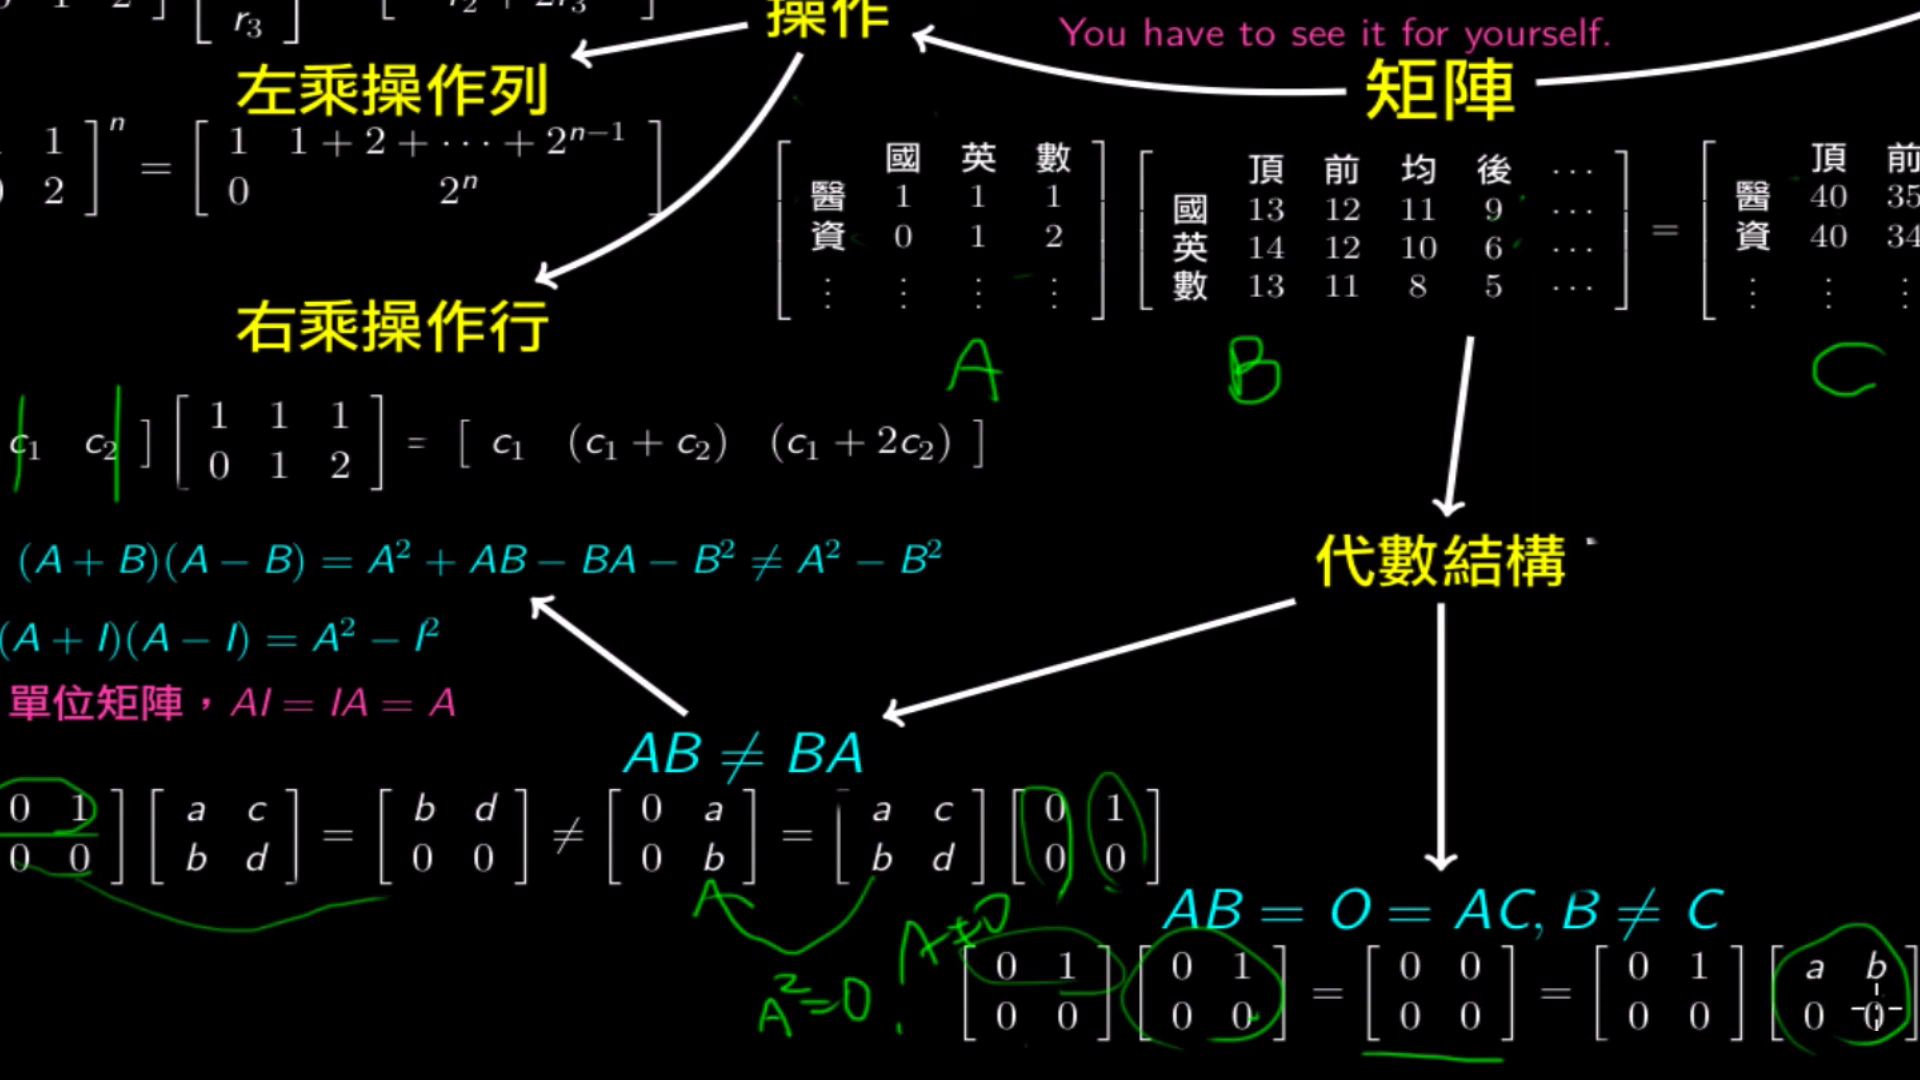 r₃
操作
You have to see it for yourself.
左乘操作列
矩陣
1 ]ⁿ = [ 1 1 + 2 + ⋯ + 2ⁿ⁻¹ ]
2 0 2ⁿ
國 英 數
醫 1 1 1
資 0 1 2
⋮ ⋮ ⋮ ⋮
頂 前 均 後 ⋯
國 13 12 11 9 ⋯
英 14 12 10 6 ⋯
數 13 11 8 5 ⋯
=
頂 前
醫 40 35
資 40 34
⋮ ⋮ ⋮
A B C
右乘操作行
c₁ c₂ ] [ 1 1 1 ] = [ c₁ (c₁ + c₂) (c₁ + 2c₂) ]
0 1 2
(A + B)(A − B) = A² + AB − BA − B² ≠ A² − B²
代數結構
(A + I)(A − I) = A² − I²
單位矩陣，AI = IA = A
AB ≠ BA
0 1 ] [ a c ] = [ b d ] ≠ [ 0 a ] = [ a c ] [ 0 1 ]
0 0 b d 0 0 0 b b d 0 0
AB = O = AC, B ≠ C
A≠0
A²=0
[ 0 1 ] [ 0 1 ] = [ 0 0 ] = [ 0 1 ] [ a b ]
0 0 0 0 0 0 0 0 0 0